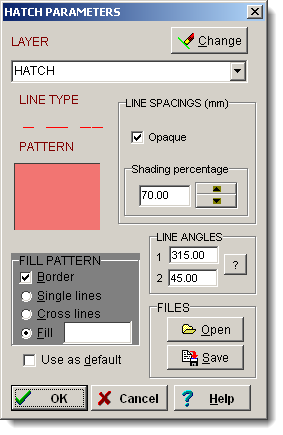 HATCH PARAMETERS
LAYER
Change
HATCH
LINE TYPE
LINE SPACINGS (mm)
Opaque
PATTERN
Shading percentage
70.00
LINE ANGLES
1 315.00
2 45.00
?
FILL PATTERN
Border
Single lines
Cross lines
Fill
FILES
Open
Save
Use as default
OK
Cancel
? Help